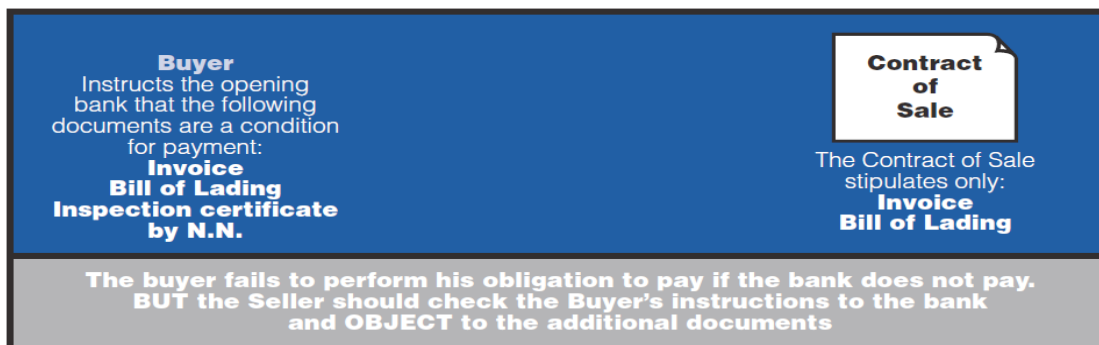 Buyer
Instructs the opening
bank that the following
documents are a condition
for payment:
Invoice
Bill of Lading
Inspection certificate
by N.N.
Contract
of
Sale
The Contract of Sale
stipulates only:
Invoice
Bill of Lading
The buyer fails to perform his obligation to pay if the bank does not pay.
BUT the Seller should check the Buyer's instructions to the bank
and OBJECT to the additional documents